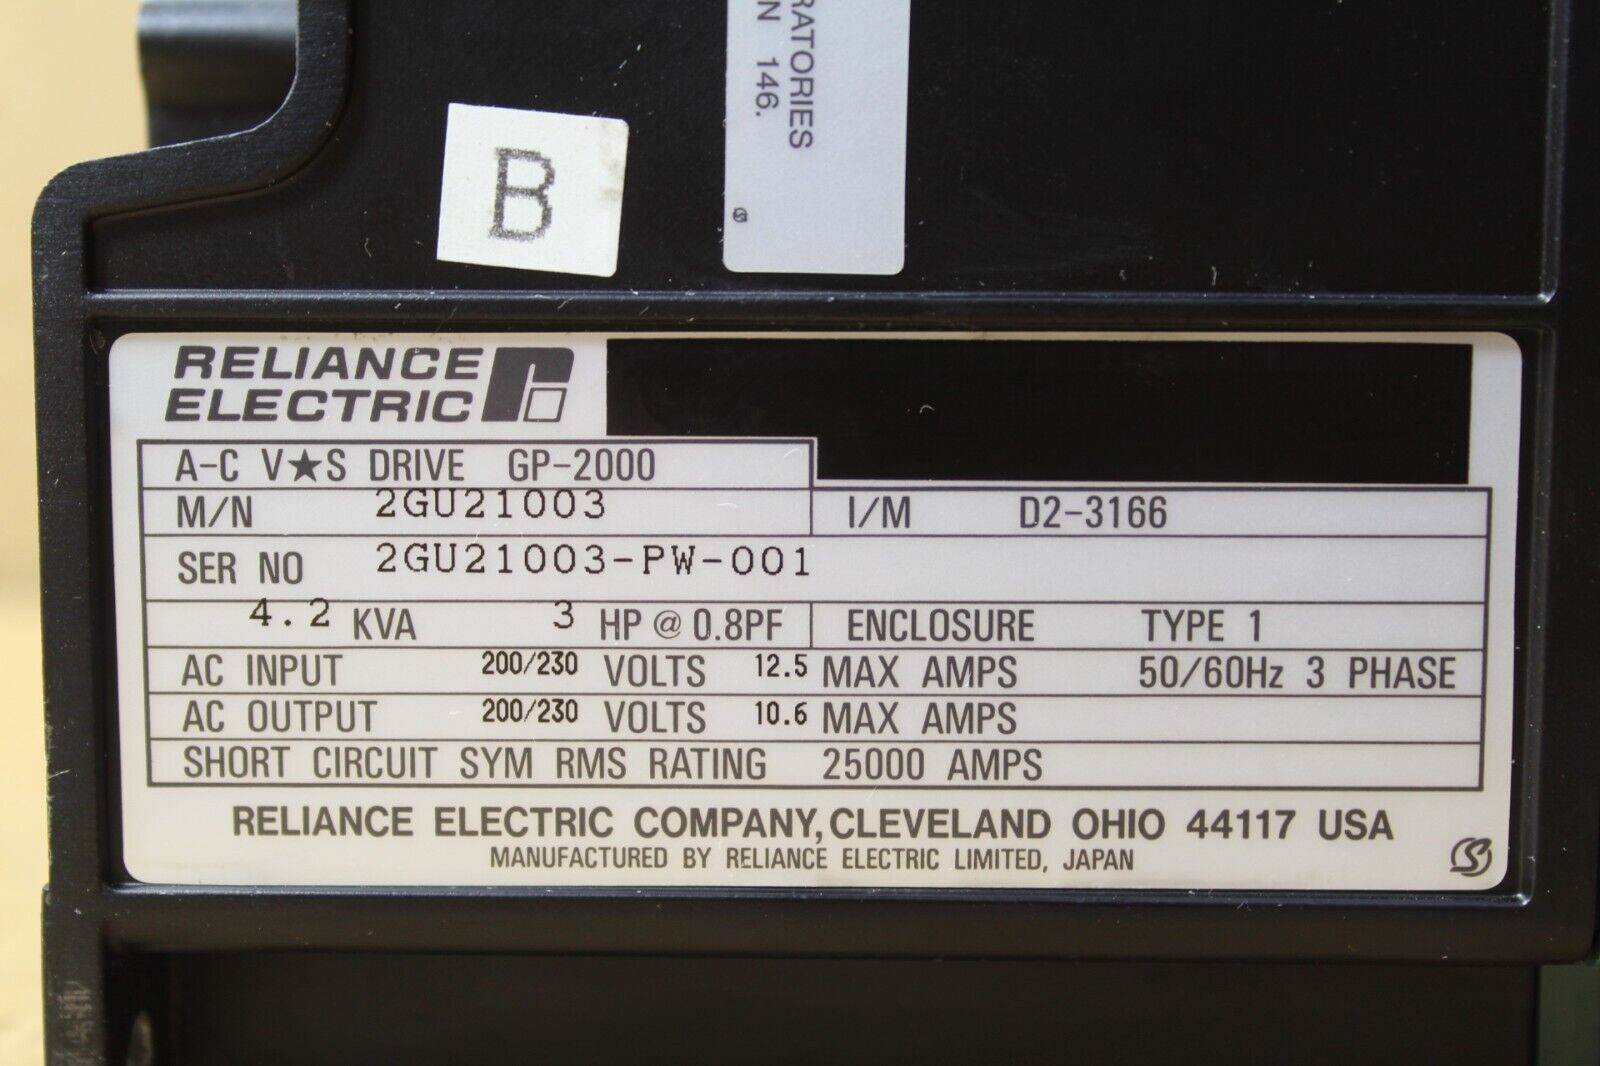 RATORIES
N 146.
B
RELIANCE
ELECTRIC
A-C V★S DRIVE GP-2000
M/N 2GU21003 I/M D2-3166
SER NO 2GU21003-PW-001
4.2 KVA 3 HP @ 0.8PF ENCLOSURE TYPE 1
AC INPUT 200/230 VOLTS 12.5 MAX AMPS 50/60Hz 3 PHASE
AC OUTPUT 200/230 VOLTS 10.6 MAX AMPS
SHORT CIRCUIT SYM RMS RATING 25000 AMPS
RELIANCE ELECTRIC COMPANY, CLEVELAND OHIO 44117 USA
MANUFACTURED BY RELIANCE ELECTRIC LIMITED, JAPAN